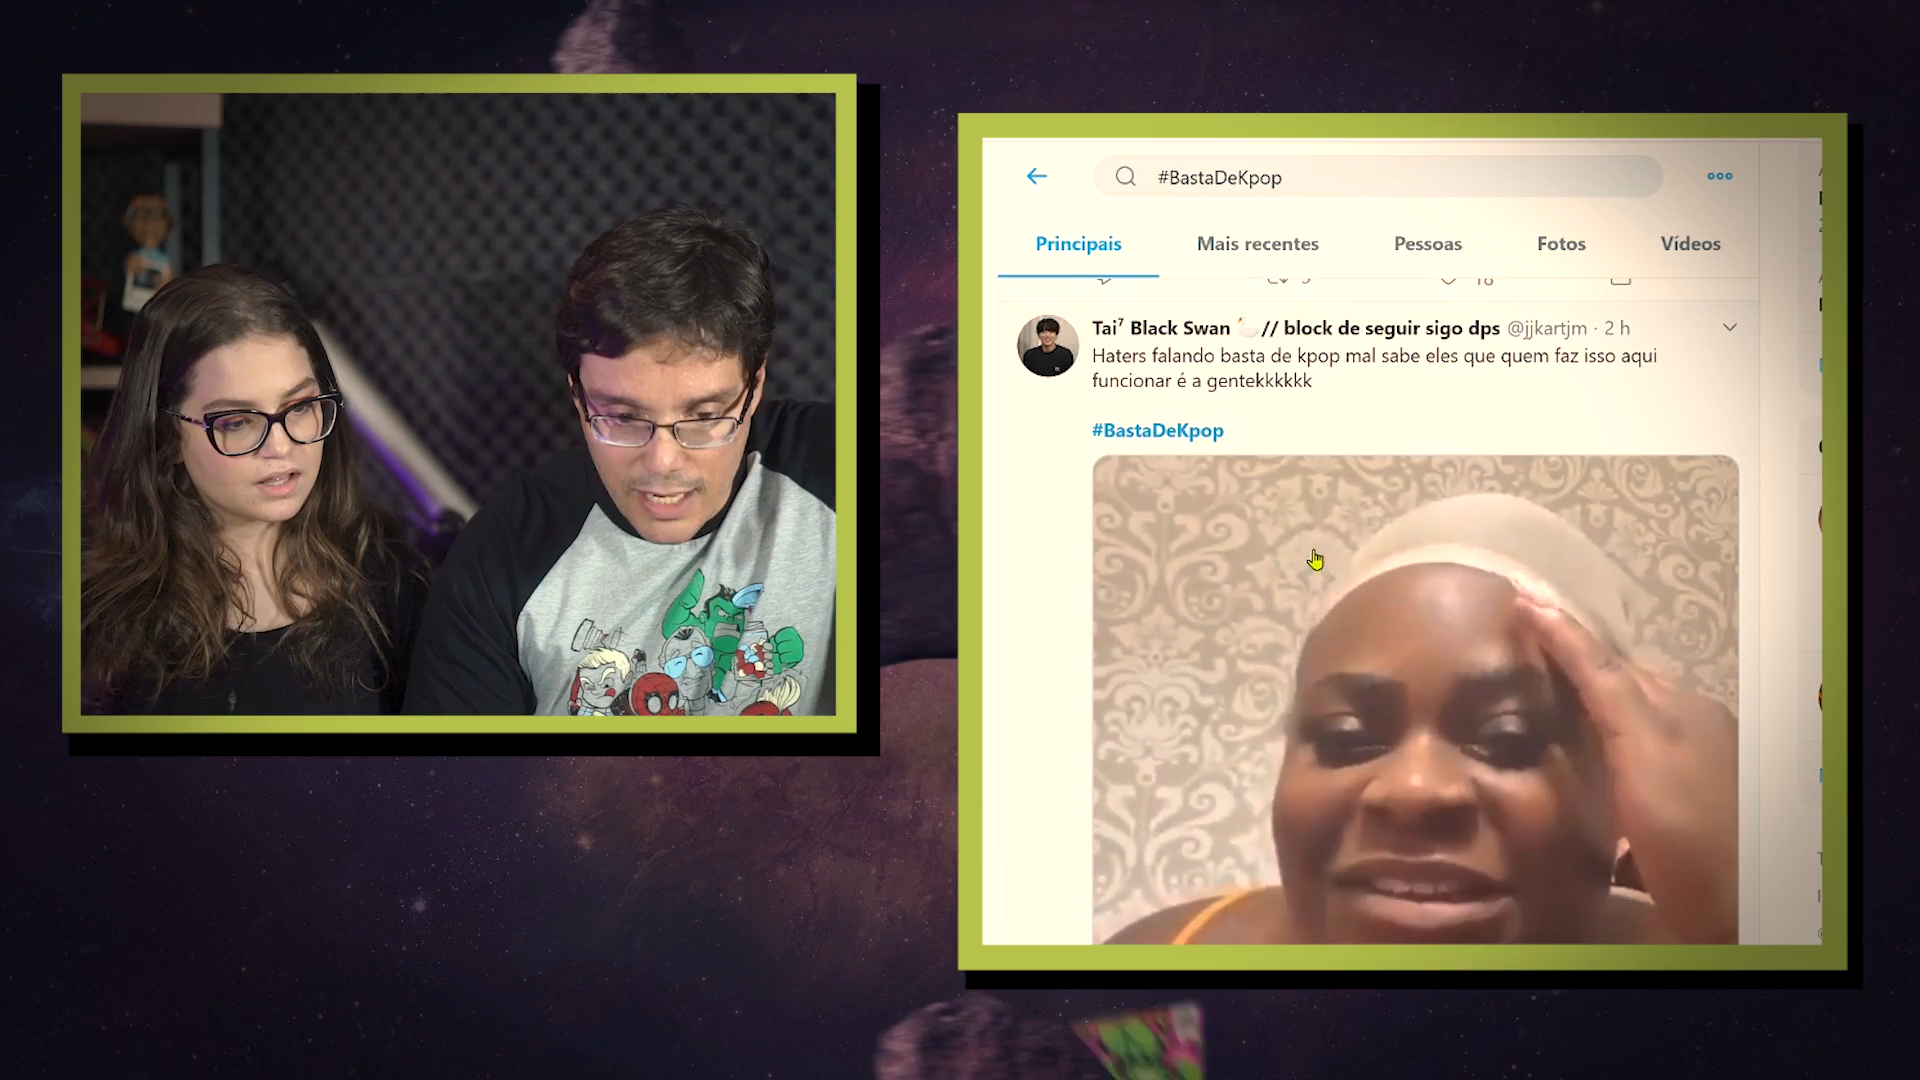 #BastaDeKpop
Principais Mais recentes Pessoas Fotos Vídeos
Tai⁷ Black Swan 🦢// block de seguir sigo dps @jjkartjm · 2 h
Haters falando basta de kpop mal sabe eles que quem faz isso aqui
funcionar é a gentekkkkkk
#BastaDeKpop